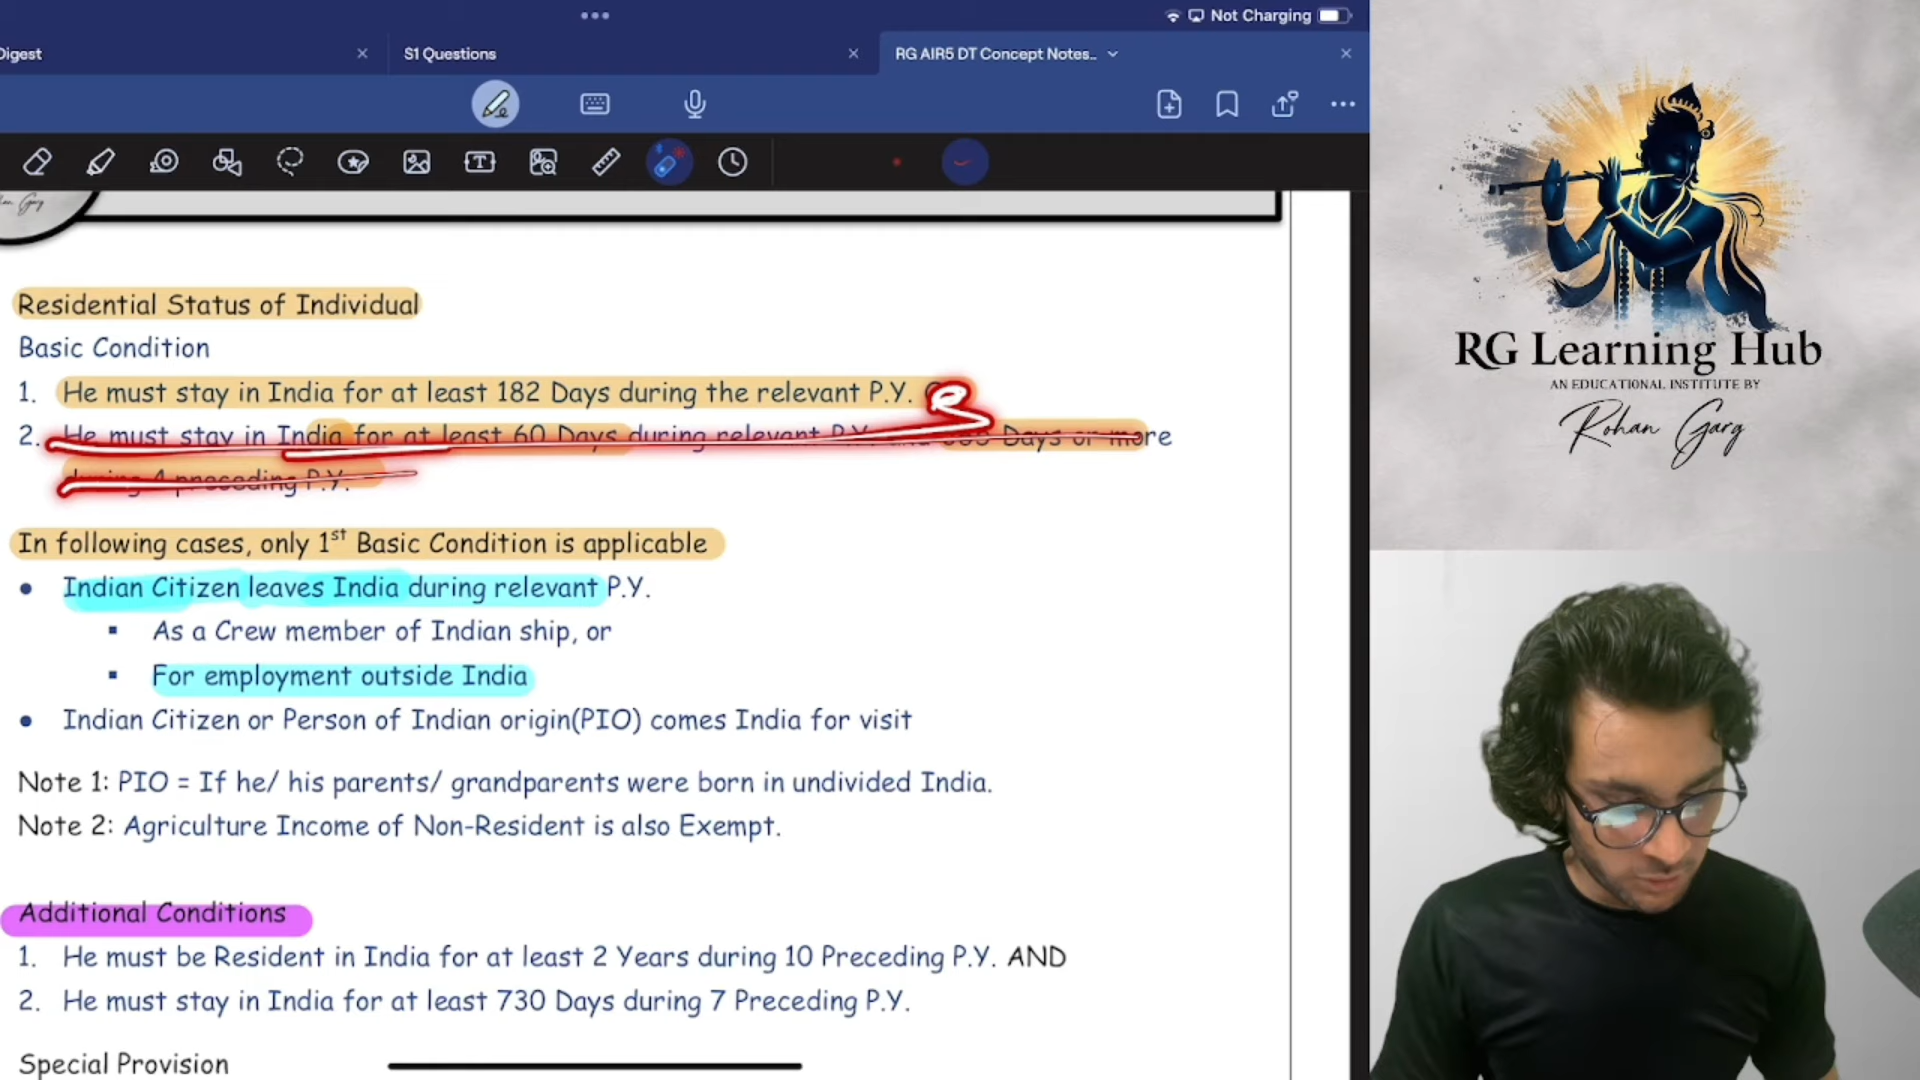 Not Charging
Digest
S1 Questions
RG AIR5 DT Concept Notes..
Residential Status of Individual
Basic Condition
1. He must stay in India for at least 182 Days during the relevant P.Y.
2. He must stay in India for at least 60 Days during relevant P.Y. Days or more
during 4 preceding P.Y.
In following cases, only 1st Basic Condition is applicable
• Indian Citizen leaves India during relevant P.Y.
▪ As a Crew member of Indian ship, or
▪ For employment outside India
• Indian Citizen or Person of Indian origin(PIO) comes India for visit
Note 1: PIO = If he/ his parents/ grandparents were born in undivided India.
Note 2: Agriculture Income of Non-Resident is also Exempt.
Additional Conditions
1. He must be Resident in India for at least 2 Years during 10 Preceding P.Y. AND
2. He must stay in India for at least 730 Days during 7 Preceding P.Y.
Special Provision
RG Learning Hub
AN EDUCATIONAL INSTITUTE BY
Rohan Garg